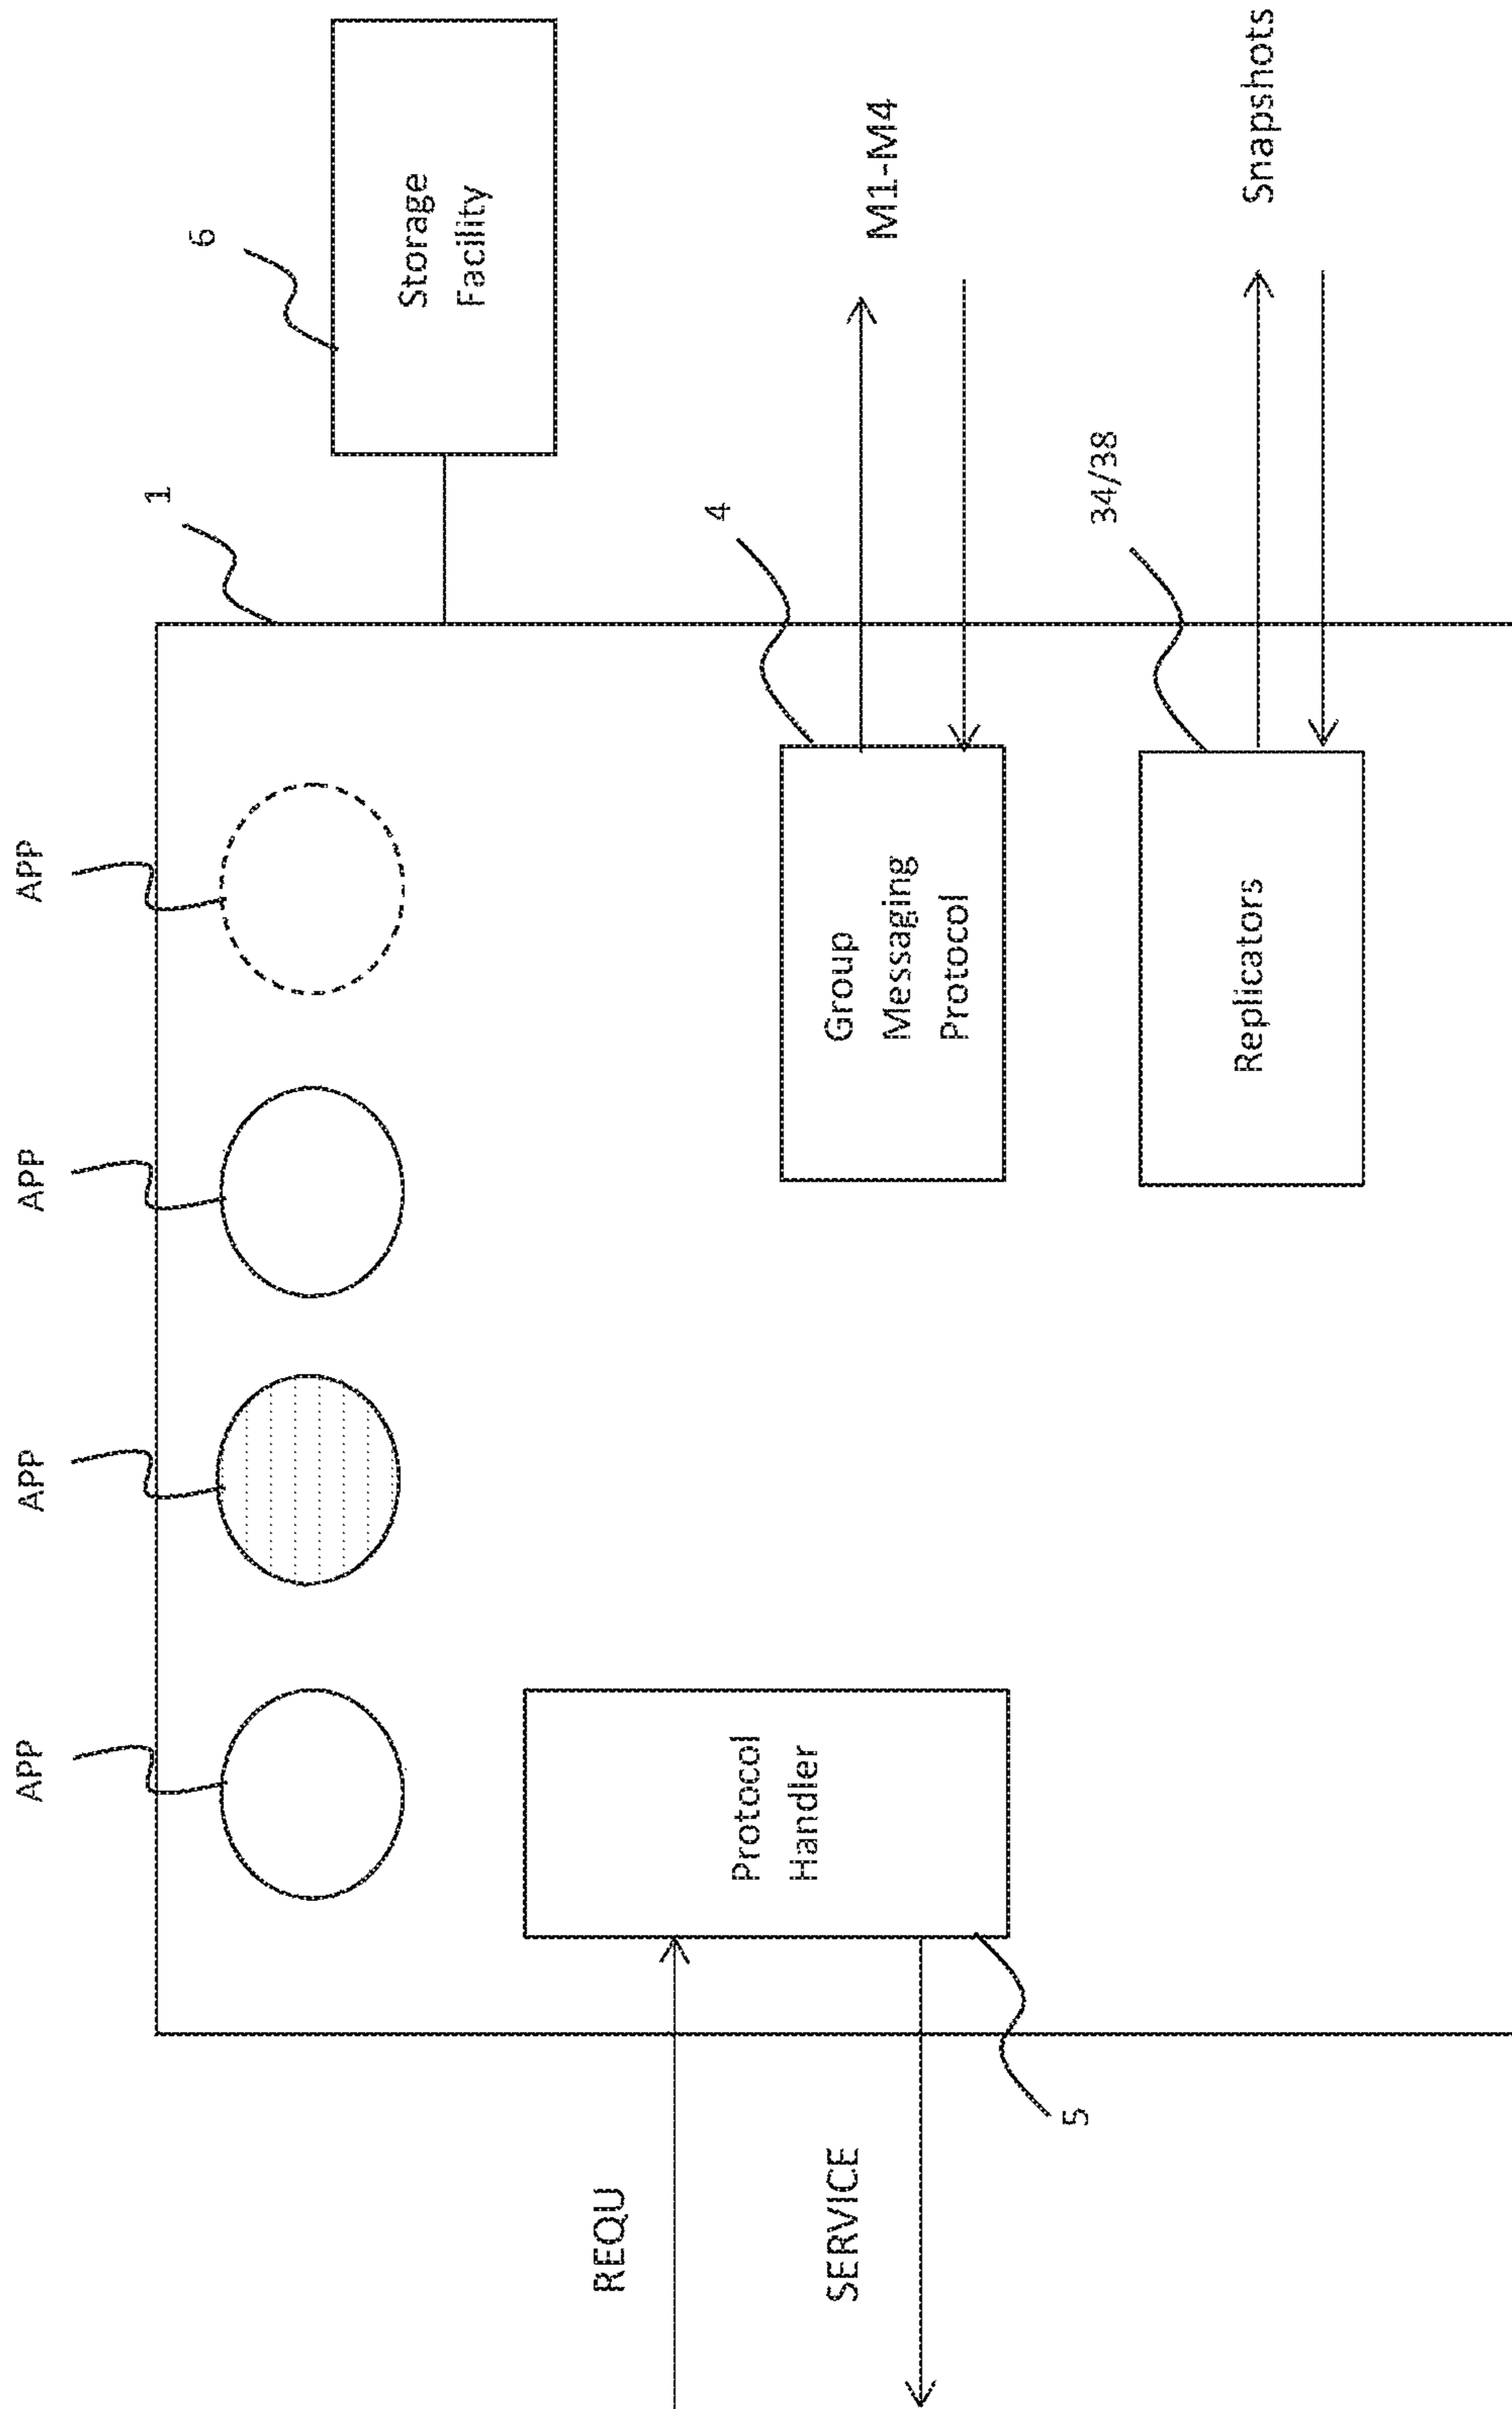 APP
APP
APP
APP
1
6
Storage
Facility
REQU
SERVICE
Protocol
Handler
5
4
Group
Messaging
Protocol
M1-M4
34/38
Replicators
Snapshots